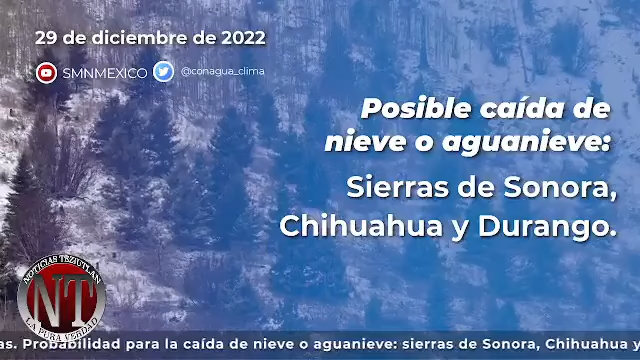 29 de diciembre de 2022
SMNMEXICO @conagua_clima
Posible caída de
nieve o aguanieve:
Sierras de Sonora,
Chihuahua y Durango.
NOTICIAS TEZIUTLAN
NT
LA PURA VERDAD
as. Probabilidad para la caída de nieve o aguanieve: sierras de Sonora, Chihuahua y